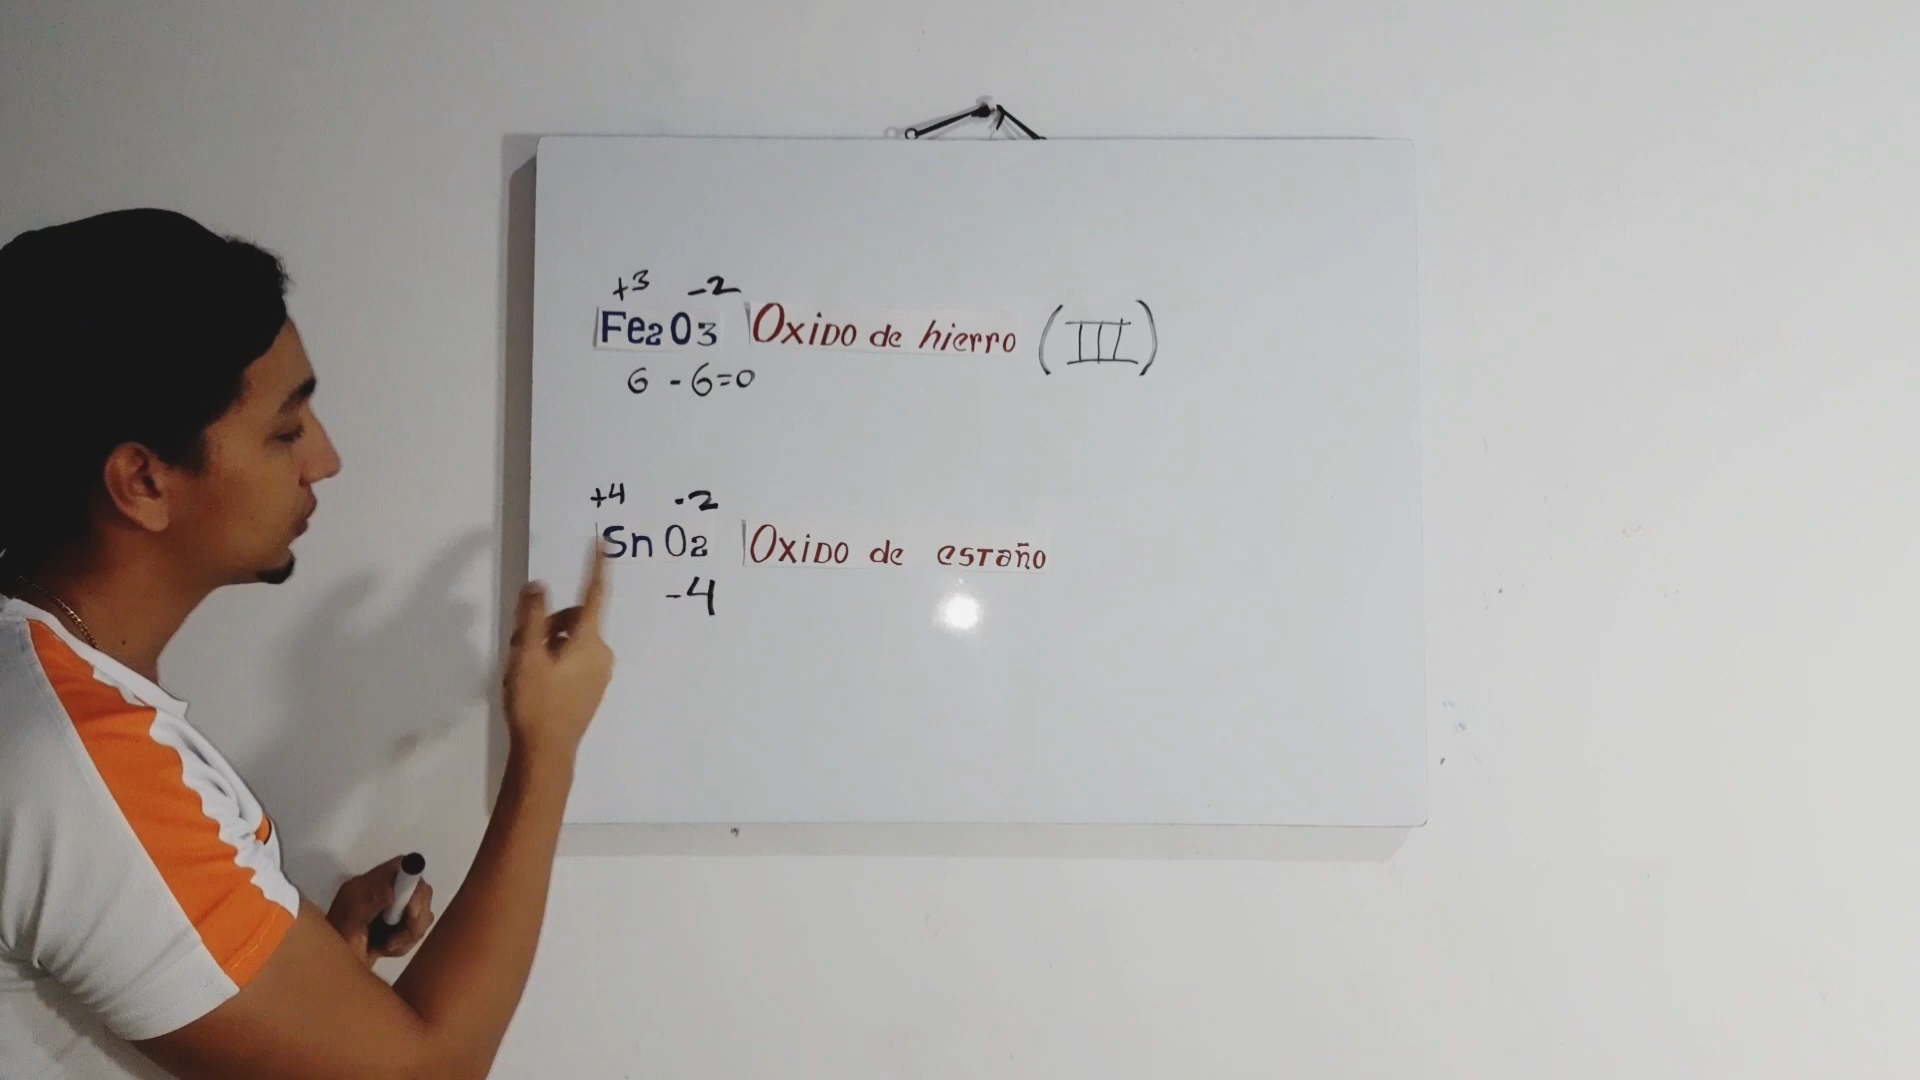 +3 -2
Fe2O3 Oxido de hierro (III)
6 - 6=0
+4 -2
SnO2 Oxido de estaño
-4